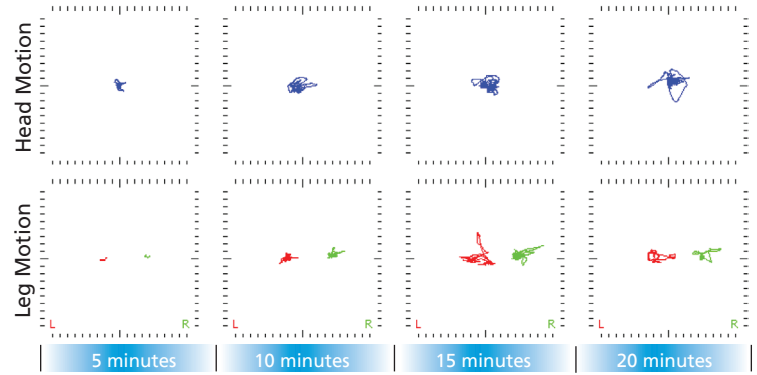 Head Motion
Leg Motion
L R L R L R L R
5 minutes 10 minutes 15 minutes 20 minutes